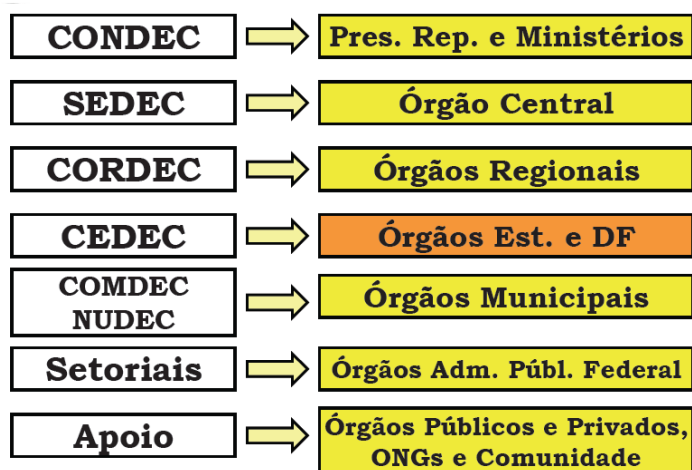 CONDEC
Pres. Rep. e Ministérios
SEDEC
Órgão Central
CORDEC
Órgãos Regionais
CEDEC
Órgãos Est. e DF
COMDEC
NUDEC
Órgãos Municipais
Setoriais
Órgãos Adm. Públ. Federal
Apoio
Órgãos Públicos e Privados,
ONGs e Comunidade